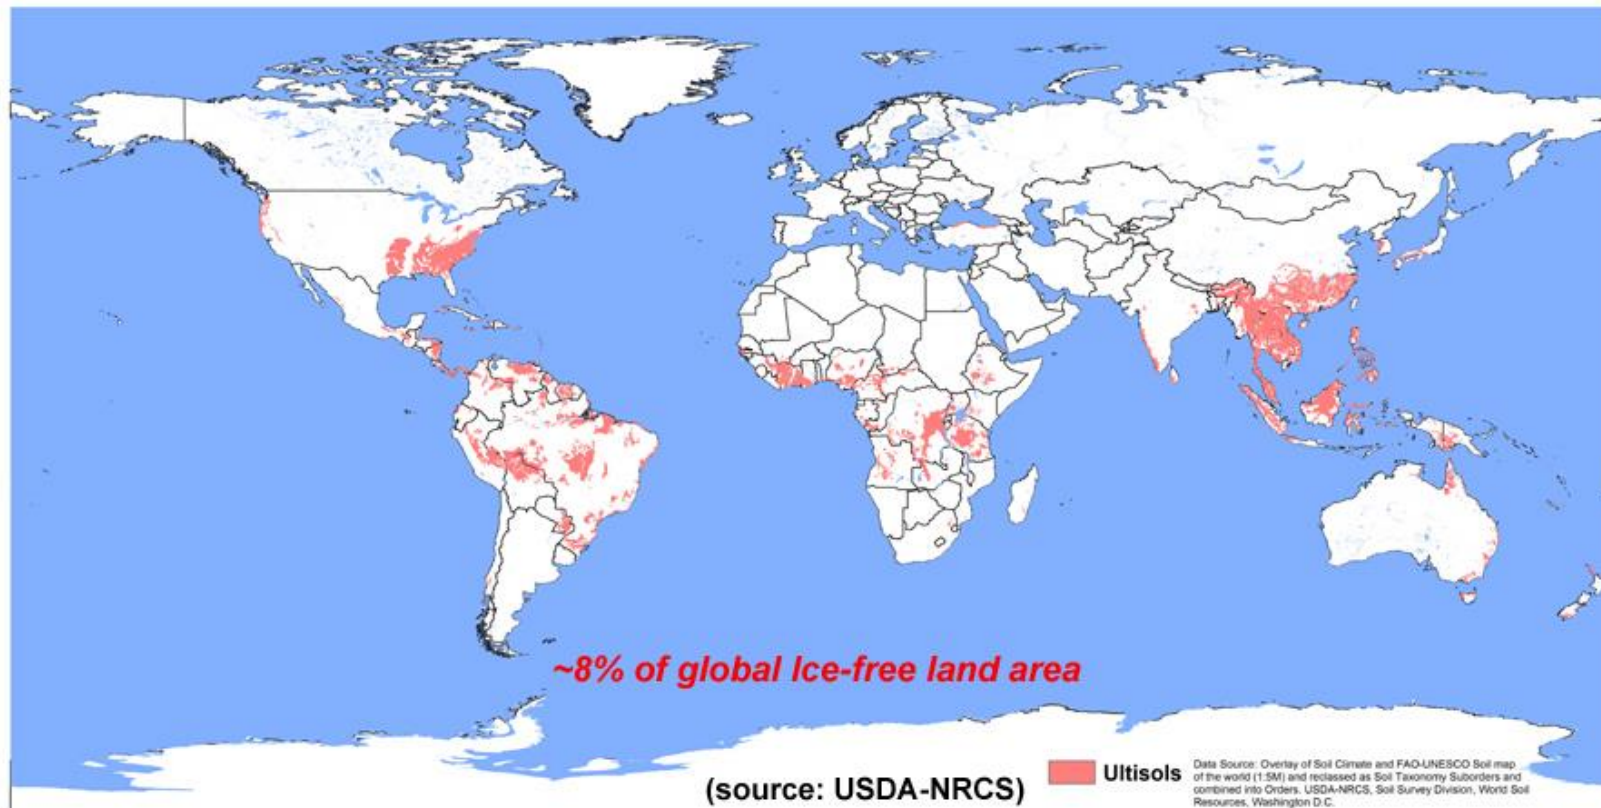 ~8% of global Ice-free land area
(source: USDA-NRCS)
Ultisols
Data Source: Overlay of Soil Climate and FAO-UNESCO Soil map
of the world (1:5M) and reclassed as Soil Taxonomy Suborders and
combined into Orders. USDA-NRCS, Soil Survey Division, World Soil
Resources, Washington D.C.